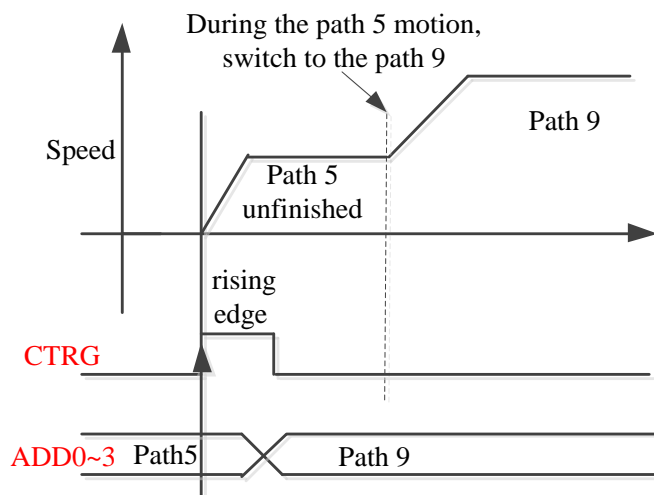 During the path 5 motion,
switch to the path 9
Speed
Path 9
Path 5
unfinished
rising
edge
CTRG
ADD0~3
Path5
Path 9